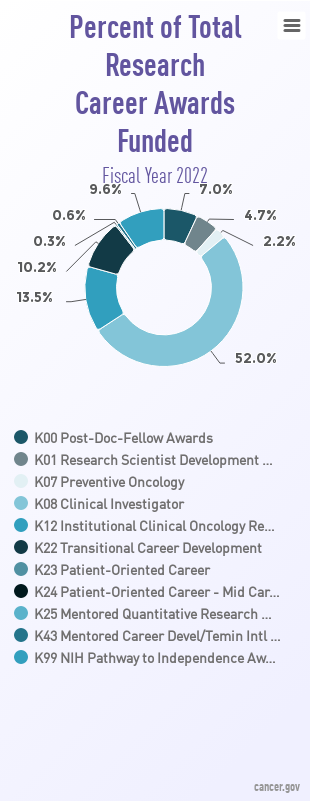 Percent of Total
Research
Career Awards
Funded
Fiscal Year 2022
9.6%
7.0%
0.6%
4.7%
0.3%
2.2%
10.2%
13.5%
52.0%
K00 Post-Doc-Fellow Awards
K01 Research Scientist Development ...
K07 Preventive Oncology
K08 Clinical Investigator
K12 Institutional Clinical Oncology Re...
K22 Transitional Career Development
K23 Patient-Oriented Career
K24 Patient-Oriented Career - Mid Car...
K25 Mentored Quantitative Research ...
K43 Mentored Career Devel/Temin Intl ...
K99 NIH Pathway to Independence Aw...
cancer.gov